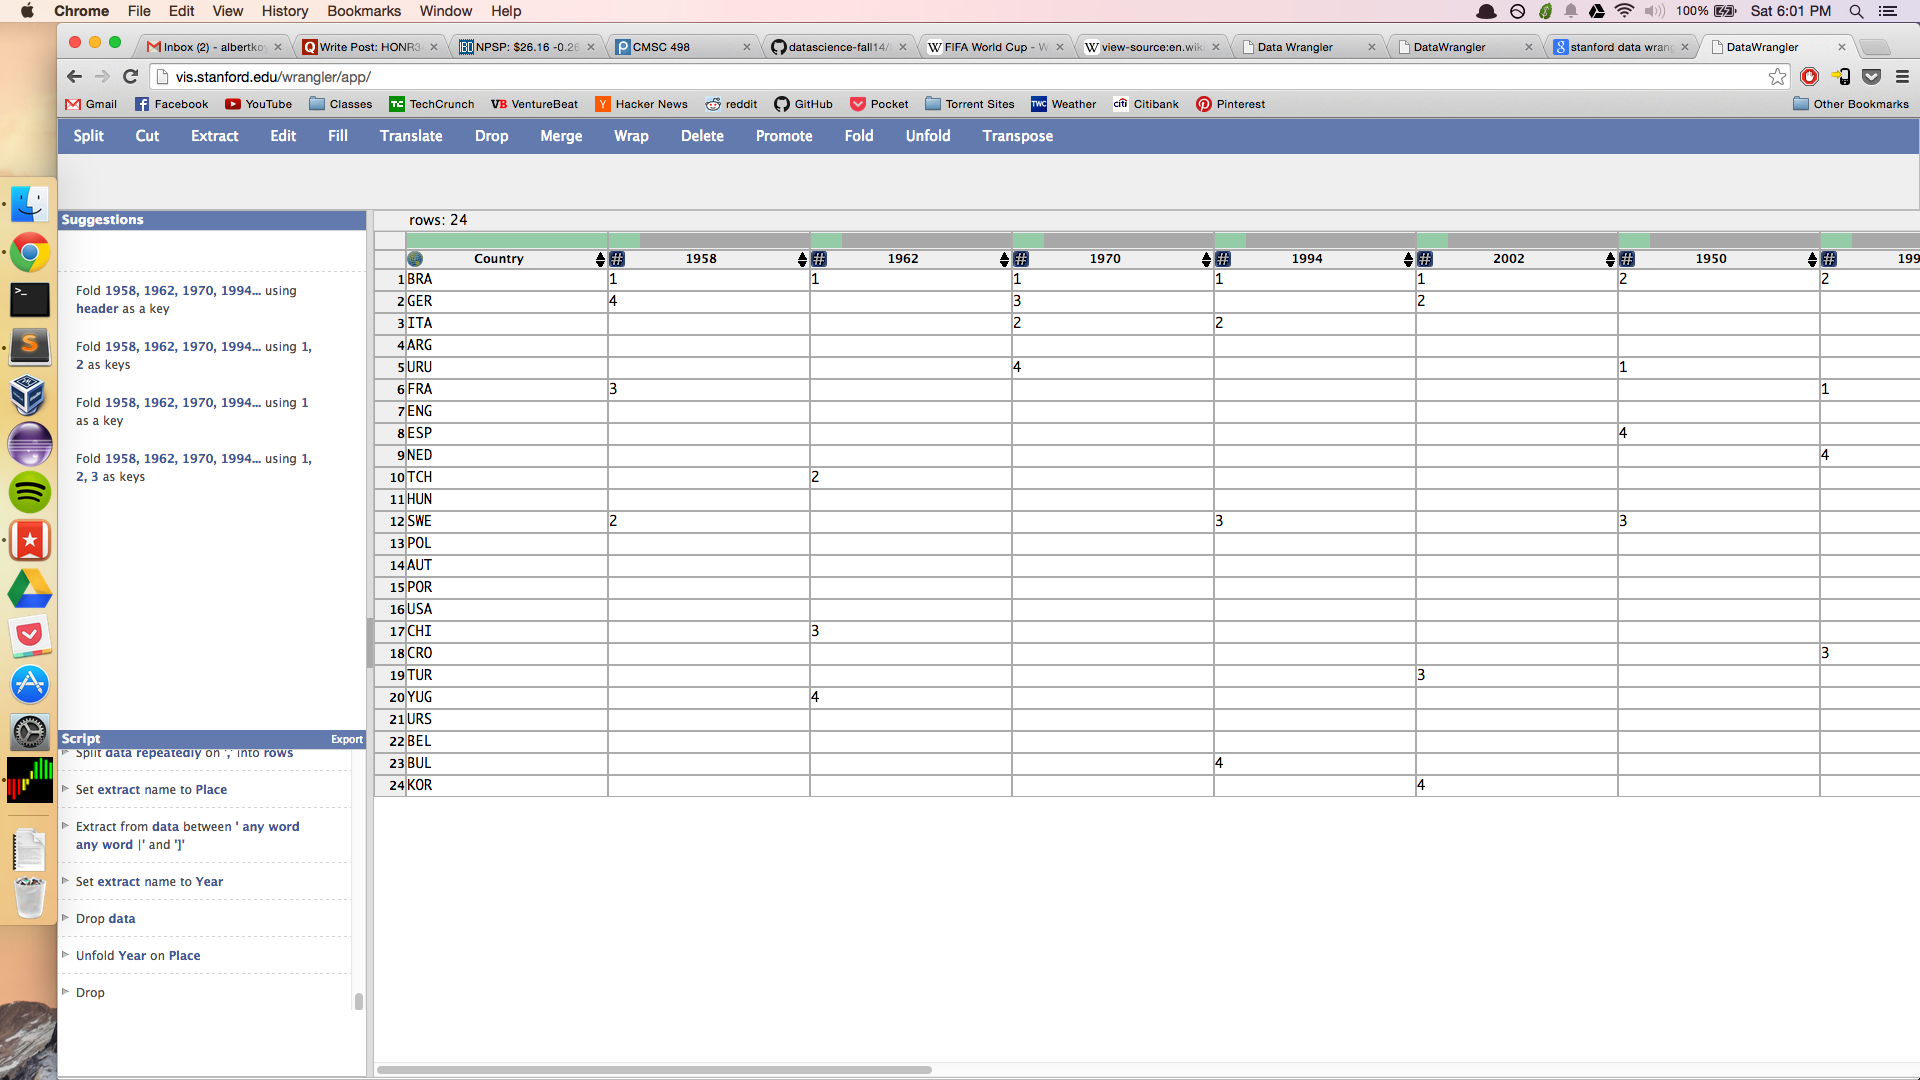 Chrome File Edit View History Bookmarks Window Help 100% Sat 6:01 PM
Inbox (2) - albertko Write Post: HONR3 NPSP: $26.16 -0.26 CMSC 498 datascience-fall14/ FIFA World Cup - W view-source:en.wik Data Wrangler DataWrangler stanford data wran DataWrangler
vis.stanford.edu/wrangler/app/
Gmail Facebook YouTube Classes TechCrunch VentureBeat Hacker News reddit GitHub Pocket Torrent Sites Weather Citibank Pinterest Other Bookmarks
Split Cut Extract Edit Fill Translate Drop Merge Wrap Delete Promote Fold Unfold Transpose
Suggestions
Fold 1958, 1962, 1970, 1994... using
header as a key
Fold 1958, 1962, 1970, 1994... using 1,
2 as keys
Fold 1958, 1962, 1970, 1994... using 1
as a key
Fold 1958, 1962, 1970, 1994... using 1,
2, 3 as keys
Script Export
Split data repeatedly on ',' into rows
Set extract name to Place
Extract from data between ' any word
any word |' and ']'
Set extract name to Year
Drop data
Unfold Year on Place
Drop
rows: 24
Country # 1958 # 1962 # 1970 # 1994 # 2002 # 1950 # 199
1 BRA 1 1 1 1 1 2 2
2 GER 4 3 2
3 ITA 2 2
4 ARG
5 URU 4 1
6 FRA 3 1
7 ENG
8 ESP 4
9 NED 4
10 TCH 2
11 HUN
12 SWE 2 3 3
13 POL
14 AUT
15 POR
16 USA
17 CHI 3
18 CRO 3
19 TUR 3
20 YUG 4
21 URS
22 BEL
23 BUL 4
24 KOR 4